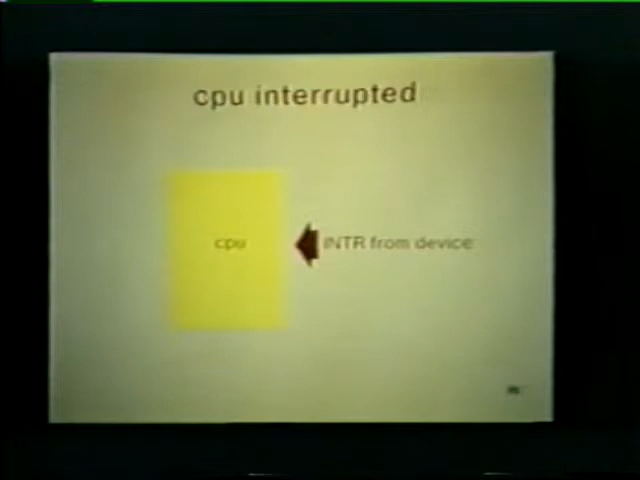 cpu interrupted
cpu
INTR from device